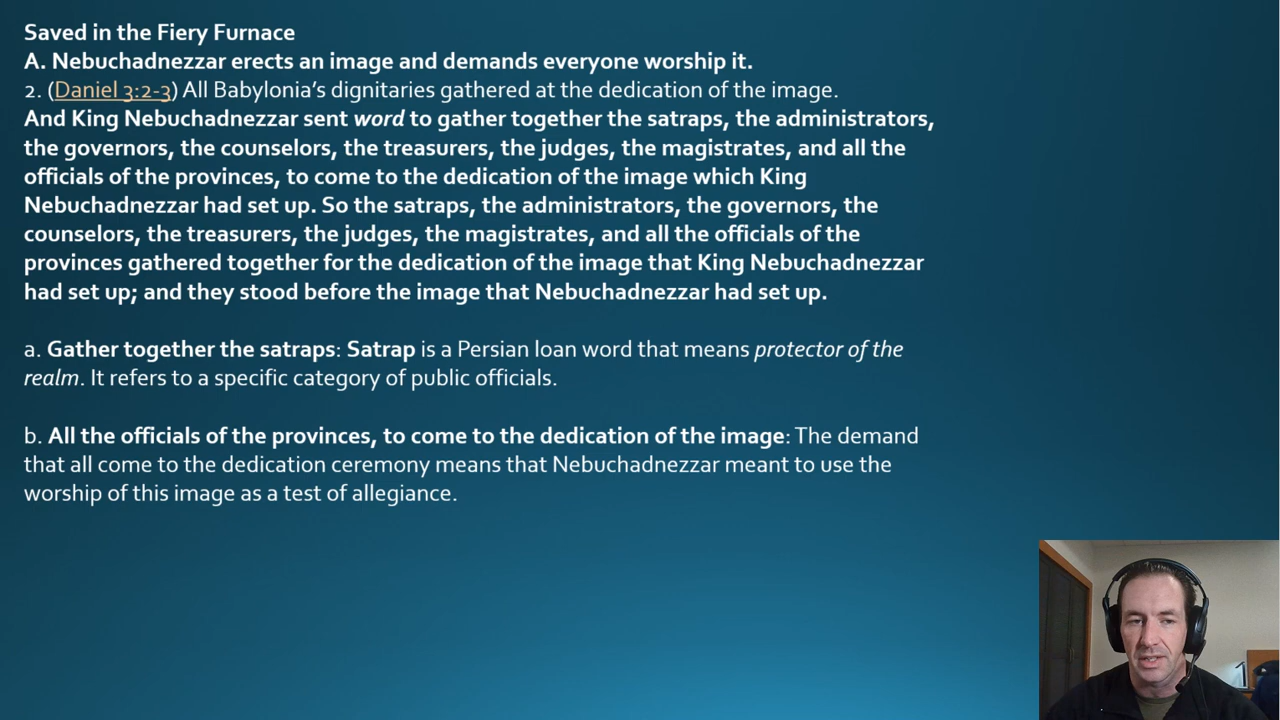 Saved in the Fiery Furnace
A. Nebuchadnezzar erects an image and demands everyone worship it.
2. (Daniel 3:2-3) All Babylonia’s dignitaries gathered at the dedication of the image.
And King Nebuchadnezzar sent word to gather together the satraps, the administrators,
the governors, the counselors, the treasurers, the judges, the magistrates, and all the
officials of the provinces, to come to the dedication of the image which King
Nebuchadnezzar had set up. So the satraps, the administrators, the governors, the
counselors, the treasurers, the judges, the magistrates, and all the officials of the
provinces gathered together for the dedication of the image that King Nebuchadnezzar
had set up; and they stood before the image that Nebuchadnezzar had set up.
a. Gather together the satraps: Satrap is a Persian loan word that means protector of the
realm. It refers to a specific category of public officials.
b. All the officials of the provinces, to come to the dedication of the image: The demand
that all come to the dedication ceremony means that Nebuchadnezzar meant to use the
worship of this image as a test of allegiance.